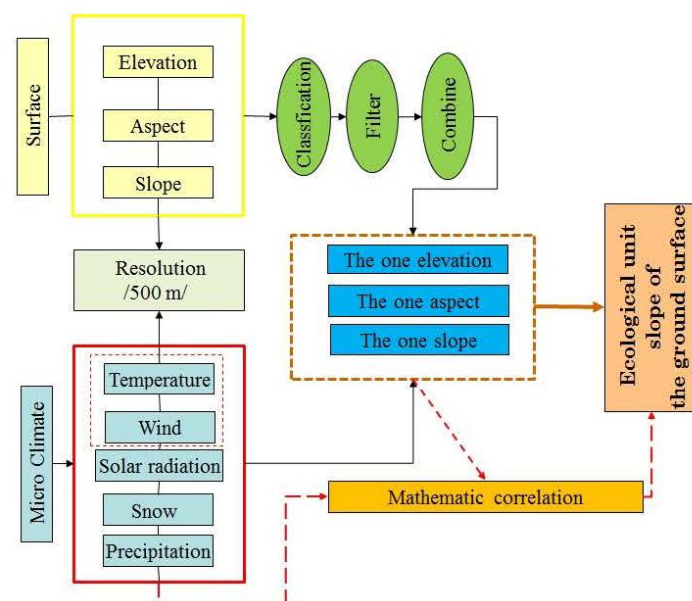 Surface
Elevation
Aspect
Slope
Classfication
Filter
Combine
Resolution
/500 m/
The one elevation
The one aspect
The one slope
Ecological unit
slope of
the ground surface
Micro Climate
Temperature
Wind
Solar radiation
Snow
Precipitation
Mathematic correlation